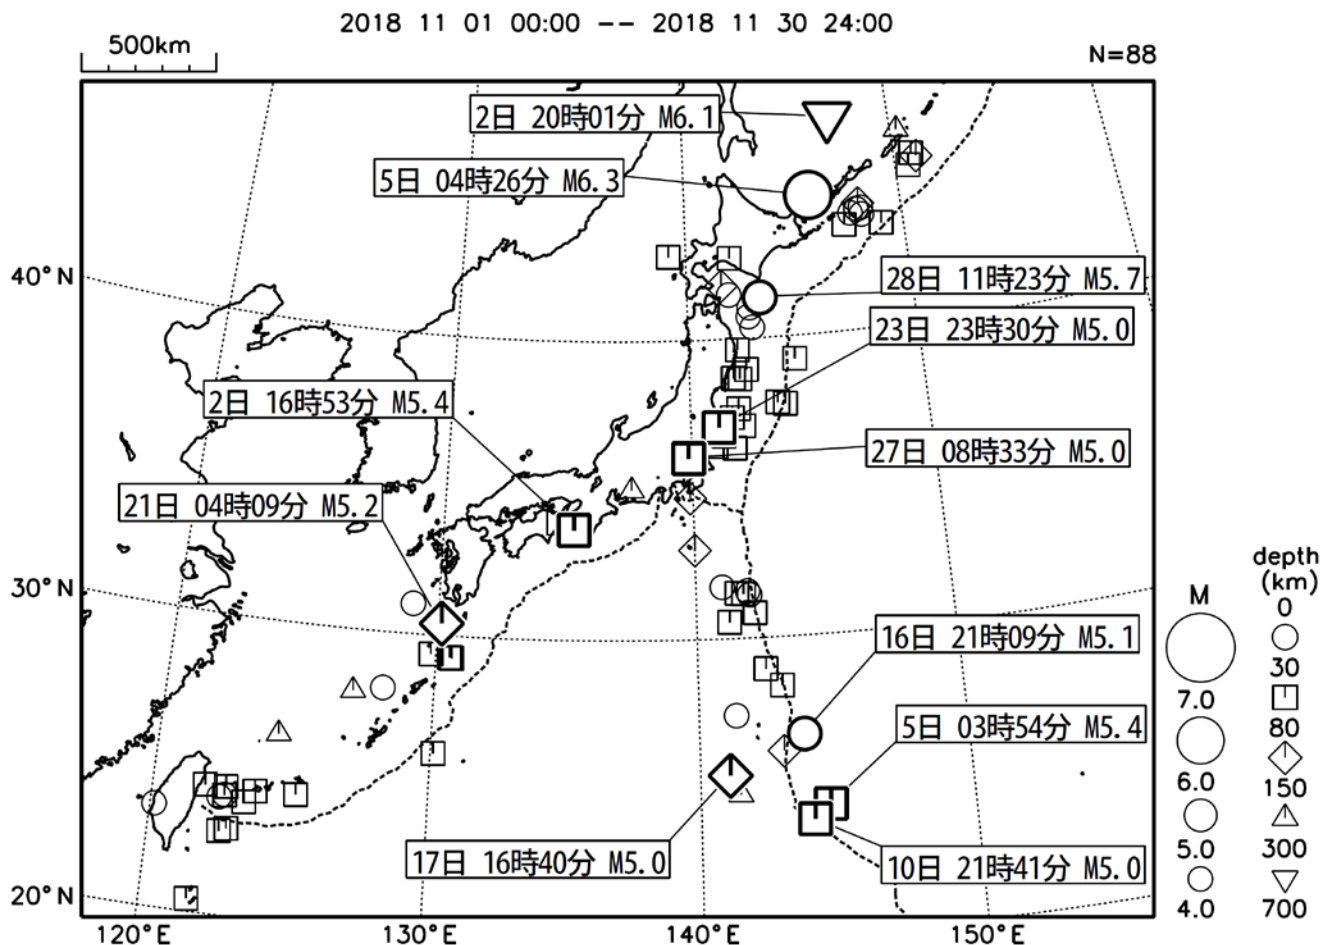 2018 11 01 00:00 -- 2018 11 30 24:00
500km
N=88
2日 20時01分 M6.1
5日 04時26分 M6.3
28日 11時23分 M5.7
40°N
23日 23時30分 M5.0
2日 16時53分 M5.4
27日 08時33分 M5.0
21日 04時09分 M5.2
30°N
16日 21時09分 M5.1
5日 03時54分 M5.4
17日 16時40分 M5.0
10日 21時41分 M5.0
20°N
120°E
130°E
140°E
150°E
M
7.0
6.0
5.0
4.0
depth
(km)
0
30
80
150
300
700